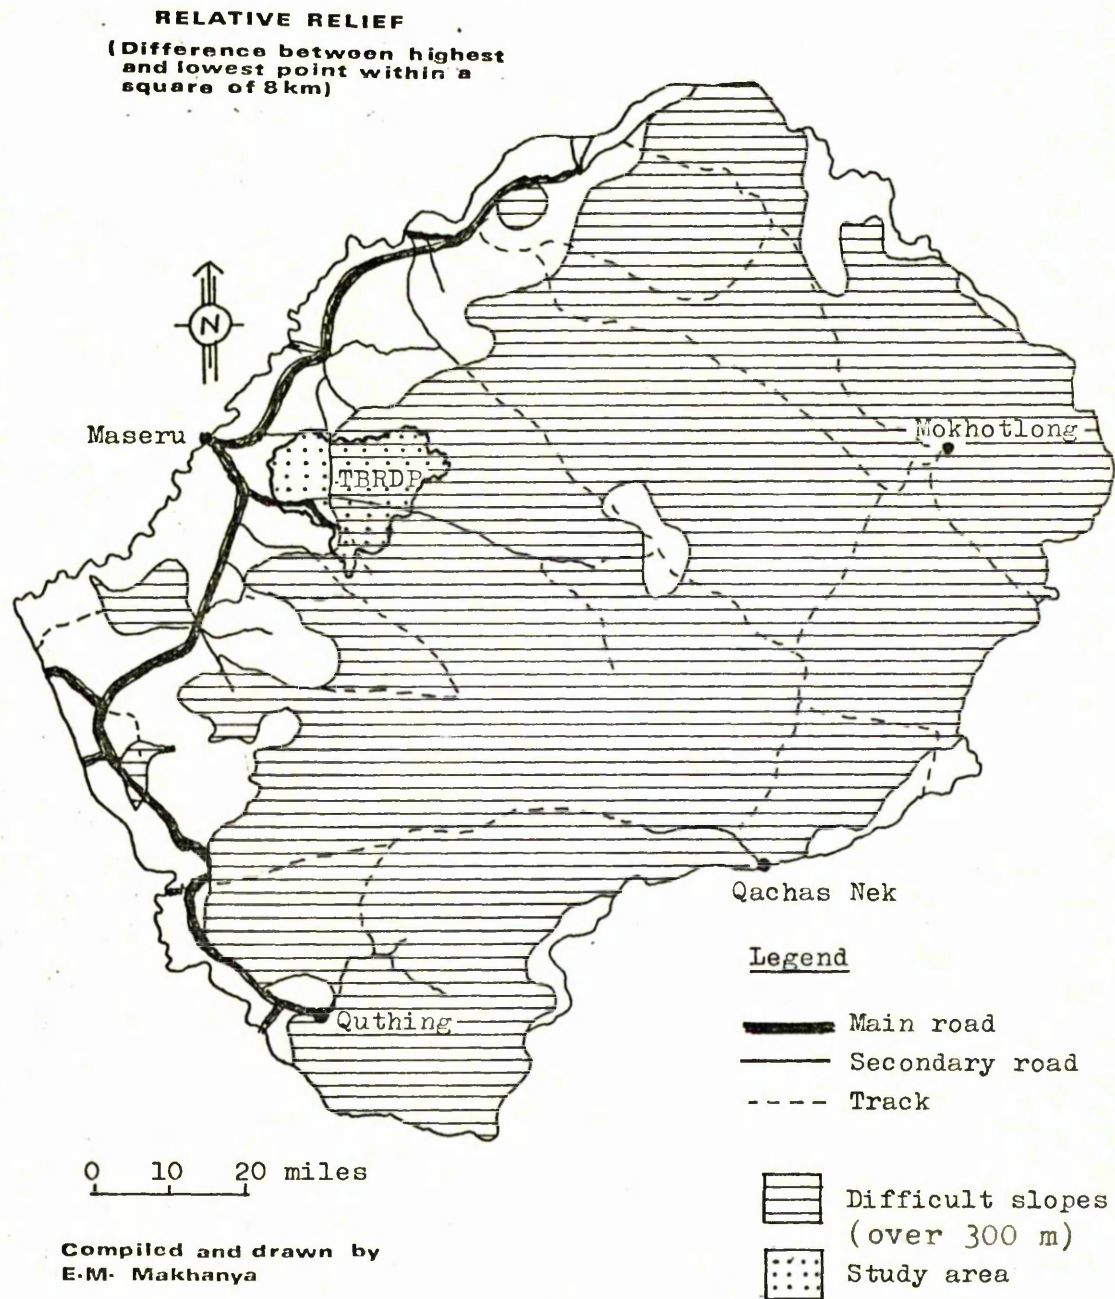 RELATIVE RELIEF
(Difference between highest
and lowest point within a
square of 8 km)
N
Maseru
Mokhotlong
TBRDP
Qachas Nek
Legend
Main road
Secondary road
Track
Quthing
0 10 20 miles
Difficult slopes
(over 300 m)
Study area
Compiled and drawn by
E.M. Makhanya